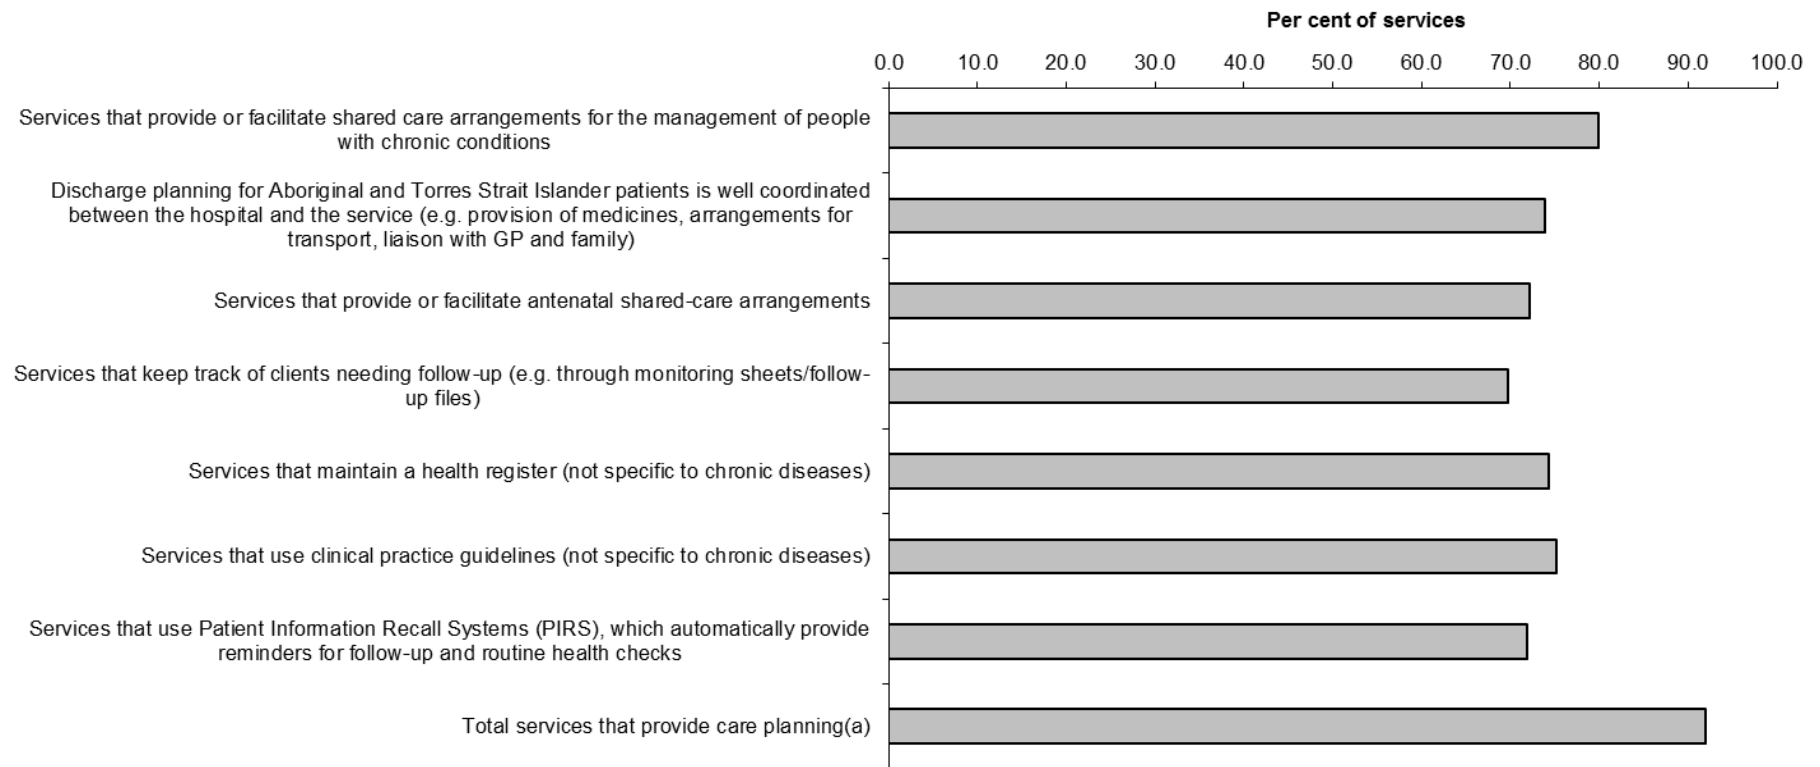 Per cent of services
0.0 10.0 20.0 30.0 40.0 50.0 60.0 70.0 80.0 90.0 100.0
Services that provide or facilitate shared care arrangements for the management of people
with chronic conditions
Discharge planning for Aboriginal and Torres Strait Islander patients is well coordinated
between the hospital and the service (e.g. provision of medicines, arrangements for
transport, liaison with GP and family)
Services that provide or facilitate antenatal shared-care arrangements
Services that keep track of clients needing follow-up (e.g. through monitoring sheets/follow-
up files)
Services that maintain a health register (not specific to chronic diseases)
Services that use clinical practice guidelines (not specific to chronic diseases)
Services that use Patient Information Recall Systems (PIRS), which automatically provide
reminders for follow-up and routine health checks
Total services that provide care planning(a)